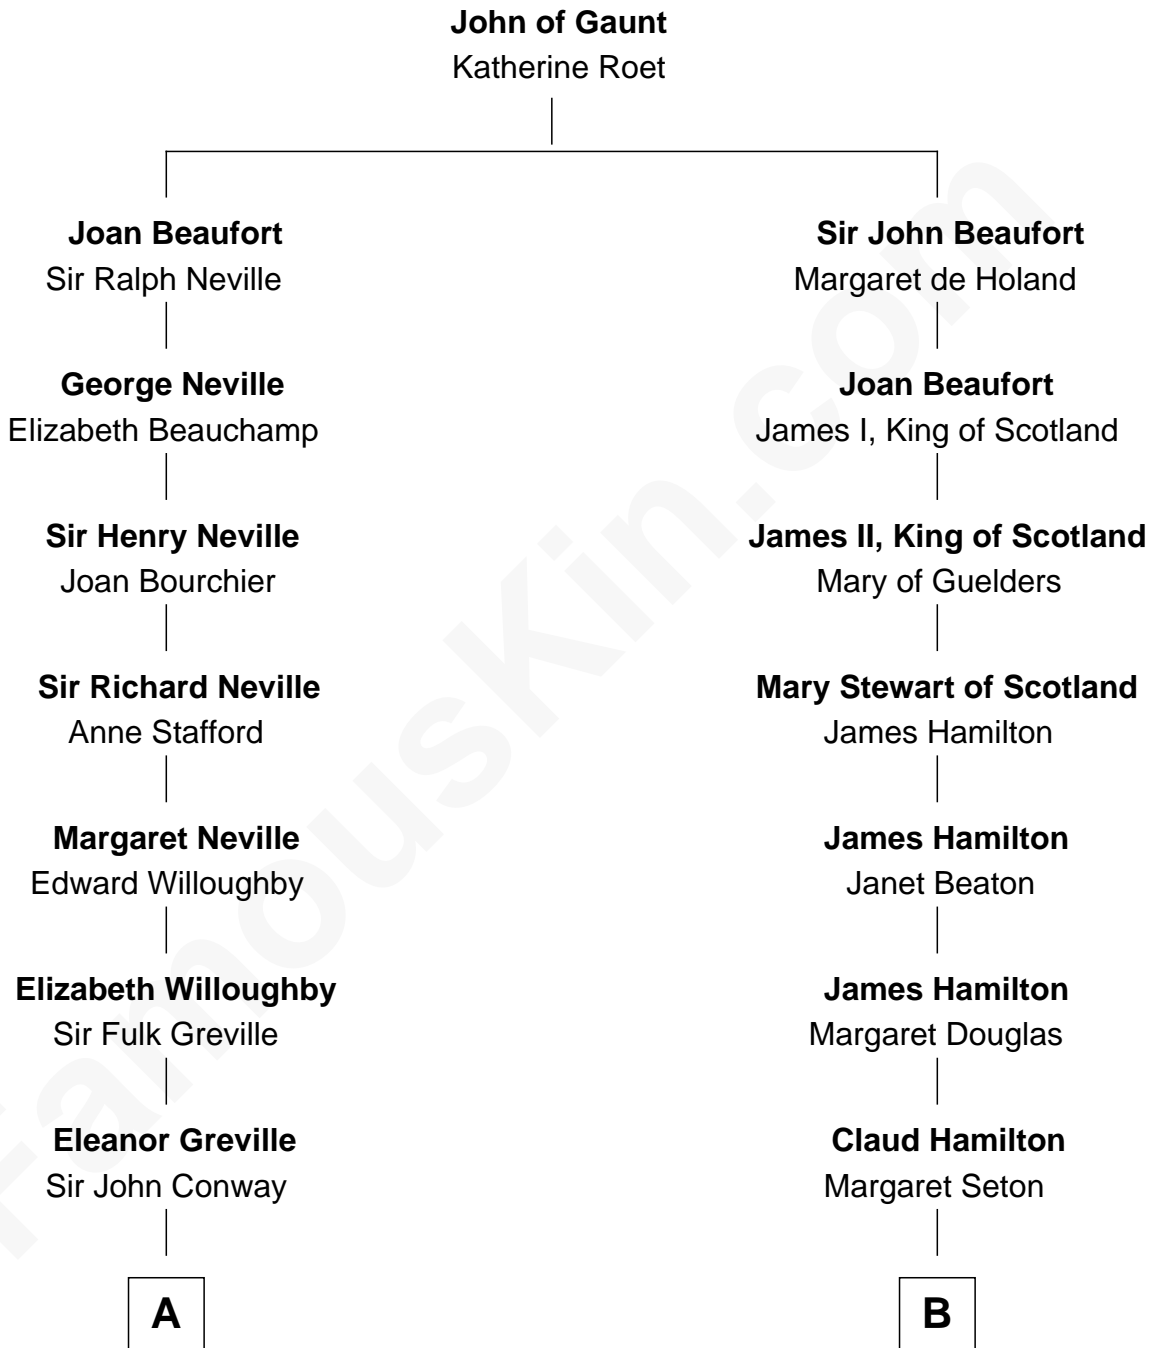 John of Gaunt
Katherine Roet
Joan Beaufort
Sir Ralph Neville
George Neville
Elizabeth Beauchamp
Sir Henry Neville
Joan Bourchier
Sir Richard Neville
Anne Stafford
Margaret Neville
Edward Willoughby
Elizabeth Willoughby
Sir Fulk Greville
Eleanor Greville
Sir John Conway
A
Sir John Beaufort
Margaret de Holand
Joan Beaufort
James I, King of Scotland
James II, King of Scotland
Mary of Guelders
Mary Stewart of Scotland
James Hamilton
James Hamilton
Janet Beaton
James Hamilton
Margaret Douglas
Claud Hamilton
Margaret Seton
B
FamousKin.com